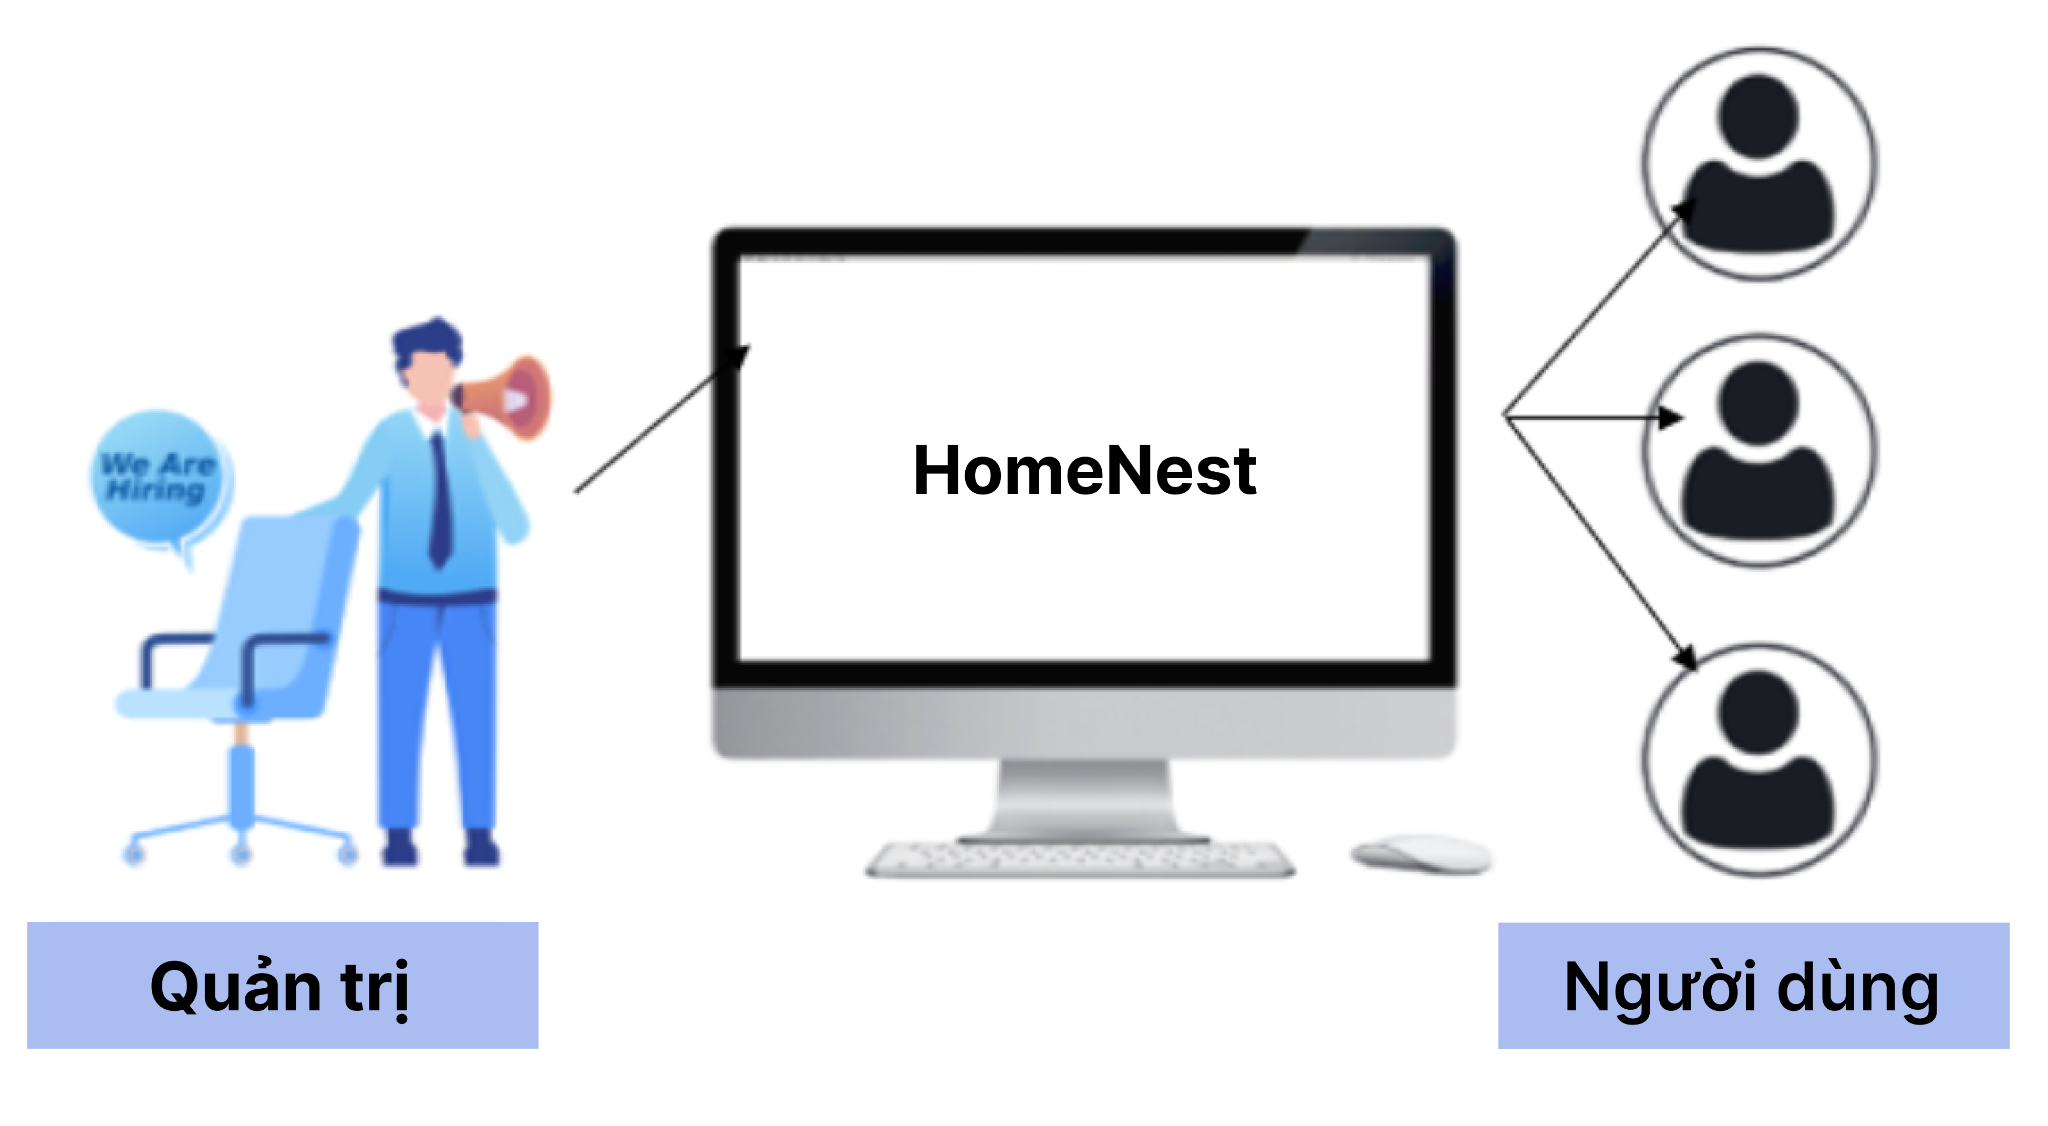 We Are
Hiring
HomeNest
Quản trị
Người dùng